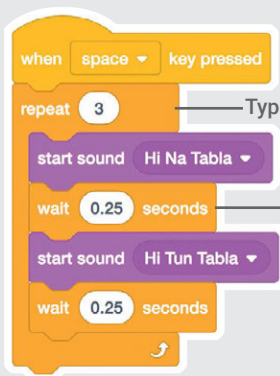 when space key pressed
repeat 3 Typ
start sound Hi Na Tabla
wait 0.25 seconds
start sound Hi Tun Tabla
wait 0.25 seconds